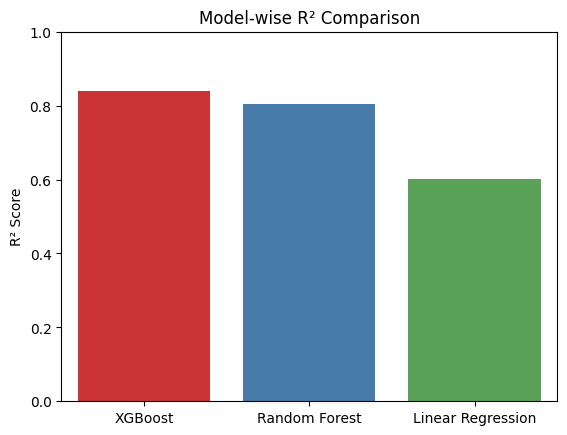 Model-wise R² Comparison
1.0
0.8
0.6
0.4
0.2
0.0
R² Score
XGBoost
Random Forest
Linear Regression